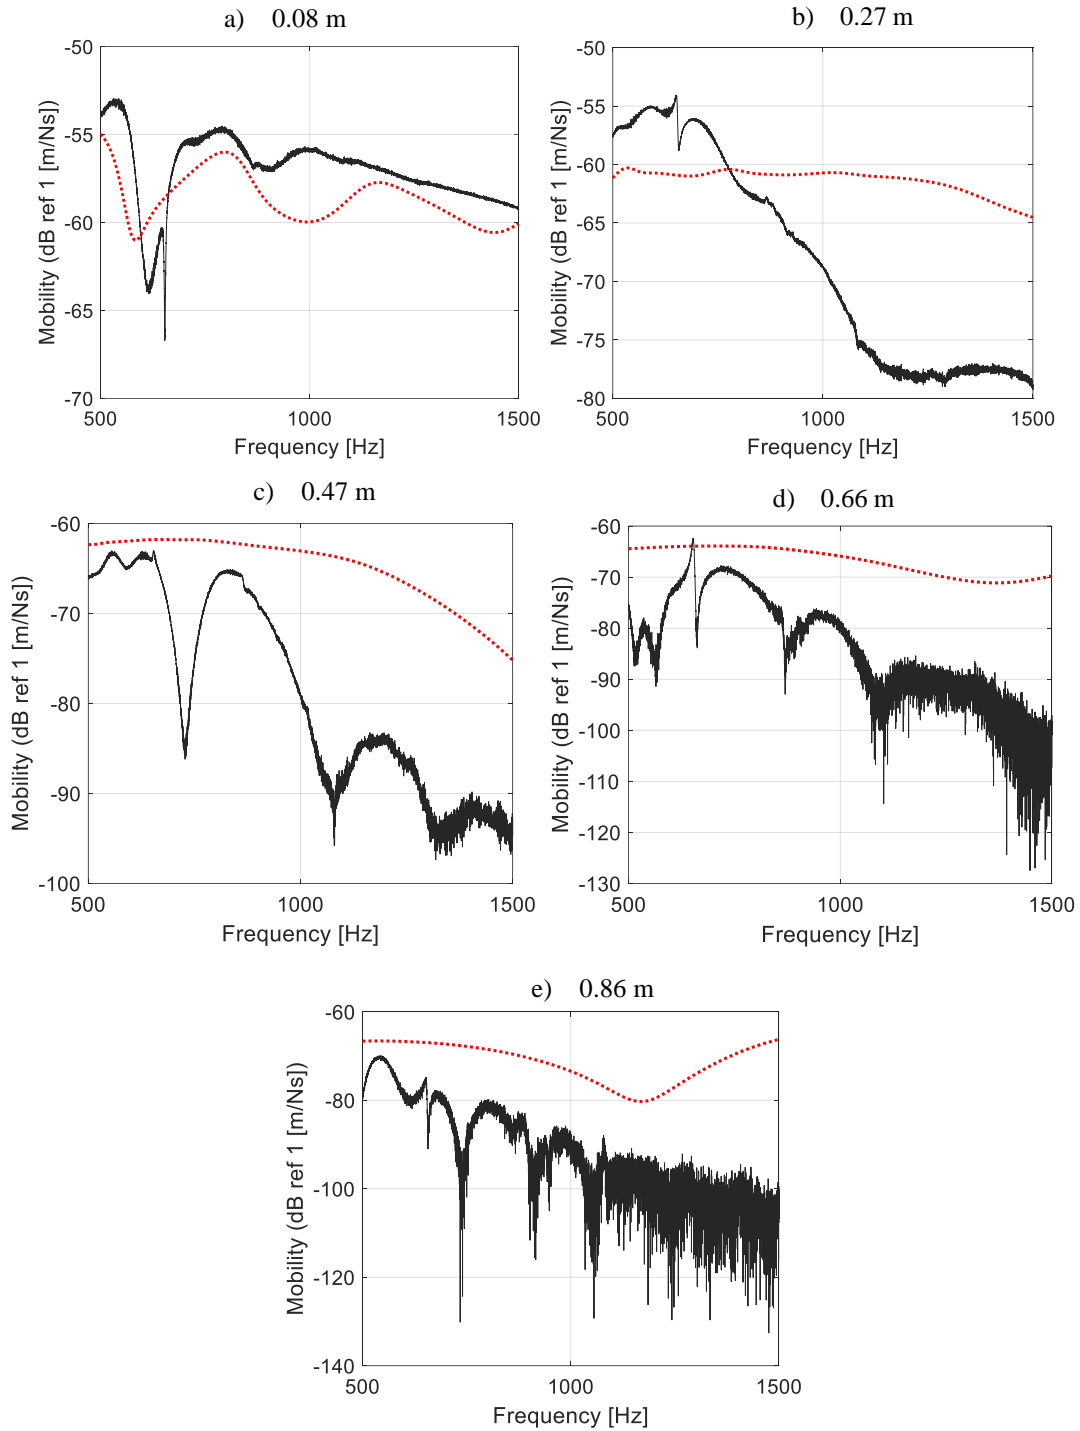 a) 0.08 m
-50
-55
-60
-65
-70
Mobility (dB ref 1 [m/Ns])
500 1000 1500
Frequency [Hz]
b) 0.27 m
-50
-55
-60
-65
-70
-75
-80
Mobility (dB ref 1 [m/Ns])
500 1000 1500
Frequency [Hz]
c) 0.47 m
-60
-70
-80
-90
-100
Mobility (dB ref 1 [m/Ns])
500 1000 1500
Frequency [Hz]
d) 0.66 m
-60
-70
-80
-90
-100
-110
-120
-130
Mobility (dB ref 1 [m/Ns])
500 1000 1500
Frequency [Hz]
e) 0.86 m
-60
-80
-100
-120
-140
Mobility (dB ref 1 [m/Ns])
500 1000 1500
Frequency [Hz]